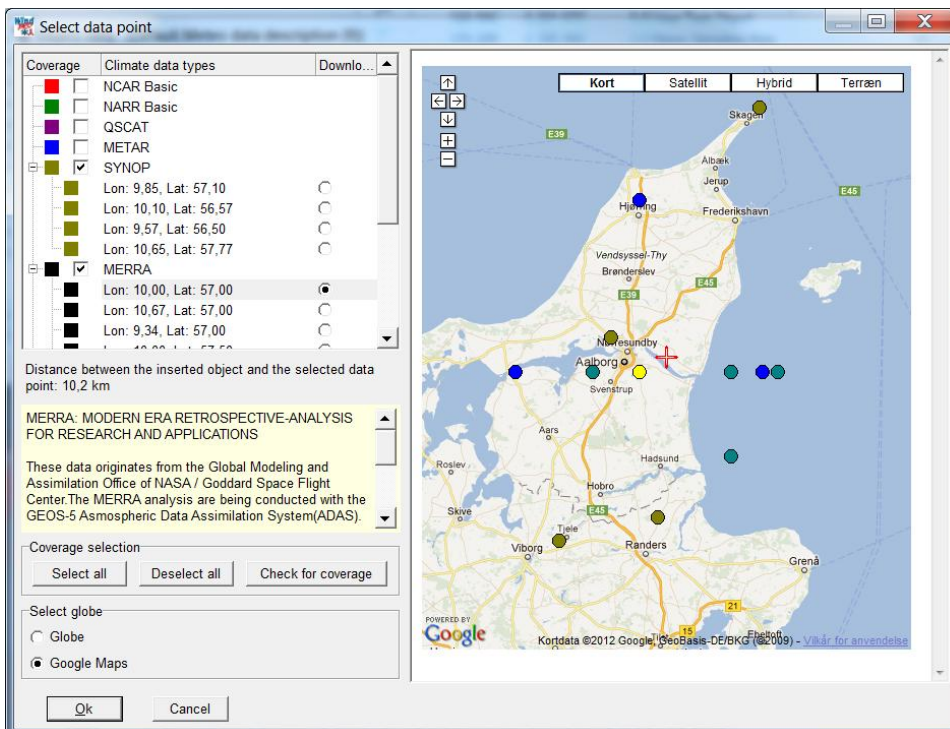 Select data point
Coverage Climate data types Downlo...
NCAR Basic
NARR Basic
QSCAT
METAR
SYNOP
Lon: 9,85, Lat: 57,10
Lon: 10,10, Lat: 56,57
Lon: 9,57, Lat: 56,50
Lon: 10,65, Lat: 57,77
MERRA
Lon: 10,00, Lat: 57,00
Lon: 10,67, Lat: 57,00
Lon: 9,34, Lat: 57,00
Distance between the inserted object and the selected data
point: 10,2 km
MERRA: MODERN ERA RETROSPECTIVE-ANALYSIS
FOR RESEARCH AND APPLICATIONS
These data originates from the Global Modeling and
Assimilation Office of NASA / Goddard Space Flight
Center.The MERRA analysis are being conducted with the
GEOS-5 Asmospheric Data Assimilation System(ADAS).
Coverage selection
Select all Deselect all Check for coverage
Select globe
Globe
Google Maps
Ok Cancel
Kort Satellit Hybrid Terræn
Skagen
E39
Ålbæk
Jerup
E45
Hjørring
Frederikshavn
Vendsyssel-Thy
Brønderslev
E45
E39
Nørresundby
Aalborg
Svenstrup
Aars
Hadsund
Roslev
Hobro
Skive
E45
Tjele
Viborg
Randers
Grenå
21
POWERED BY
Google
15
Ebeltoft
Kortdata ©2012 Google, GeoBasis-DE/BKG (©2009) - Vilkår for anvendelse